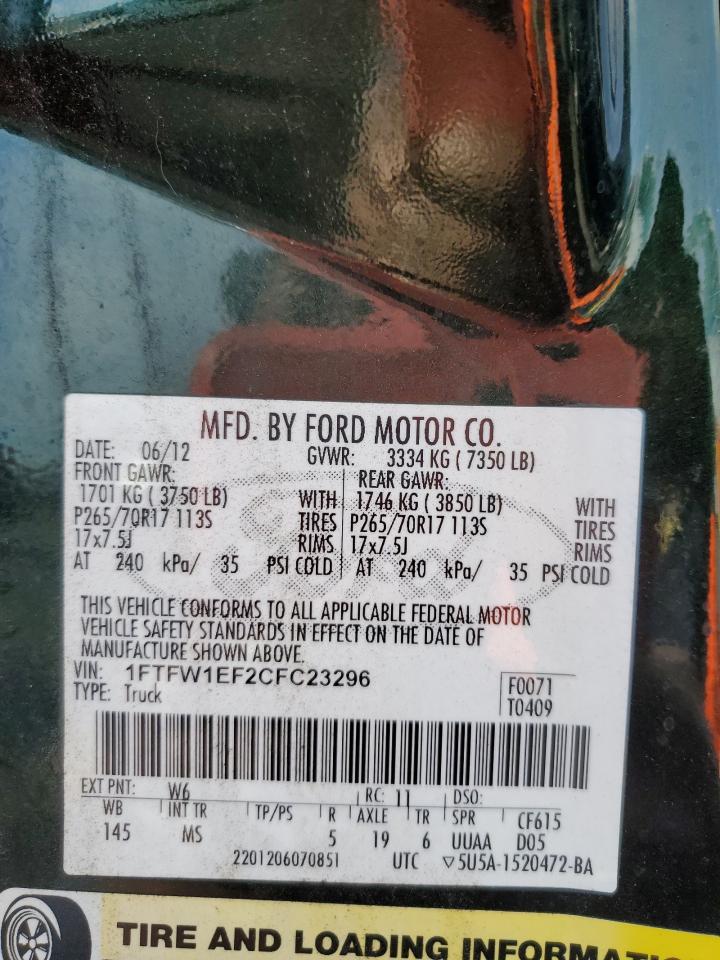 MFD. BY FORD MOTOR CO.
DATE: 06/12 GVWR: 3334 KG ( 7350 LB)
FRONT GAWR: REAR GAWR:
1701 KG ( 3750 LB) WITH 1746 KG ( 3850 LB) WITH
P265/70R17 113S TIRES P265/70R17 113S TIRES
17x7.5J RIMS 17x7.5J RIMS
AT 240 kPa/ 35 PSI COLD AT 240 kPa/ 35 PSI COLD
THIS VEHICLE CONFORMS TO ALL APPLICABLE FEDERAL MOTOR
VEHICLE SAFETY STANDARDS IN EFFECT ON THE DATE OF
MANUFACTURE SHOWN ABOVE.
VIN: 1FTFW1EF2CFC23296
TYPE: Truck
F0071
T0409
EXT PNT: W6 RC: 11 DSO:
WB INT TR TP/PS R AXLE TR SPR CF615
145 MS 5 19 6 UUAA D05
2201206070851 UTC ▽5U5A-1520472-BA
TIRE AND LOADING INFORMATIO